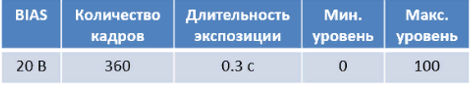 BIAS Количество кадров Длительность экспозиции Мин. уровень Макс. уровень
20 В 360 0.3 с 0 100